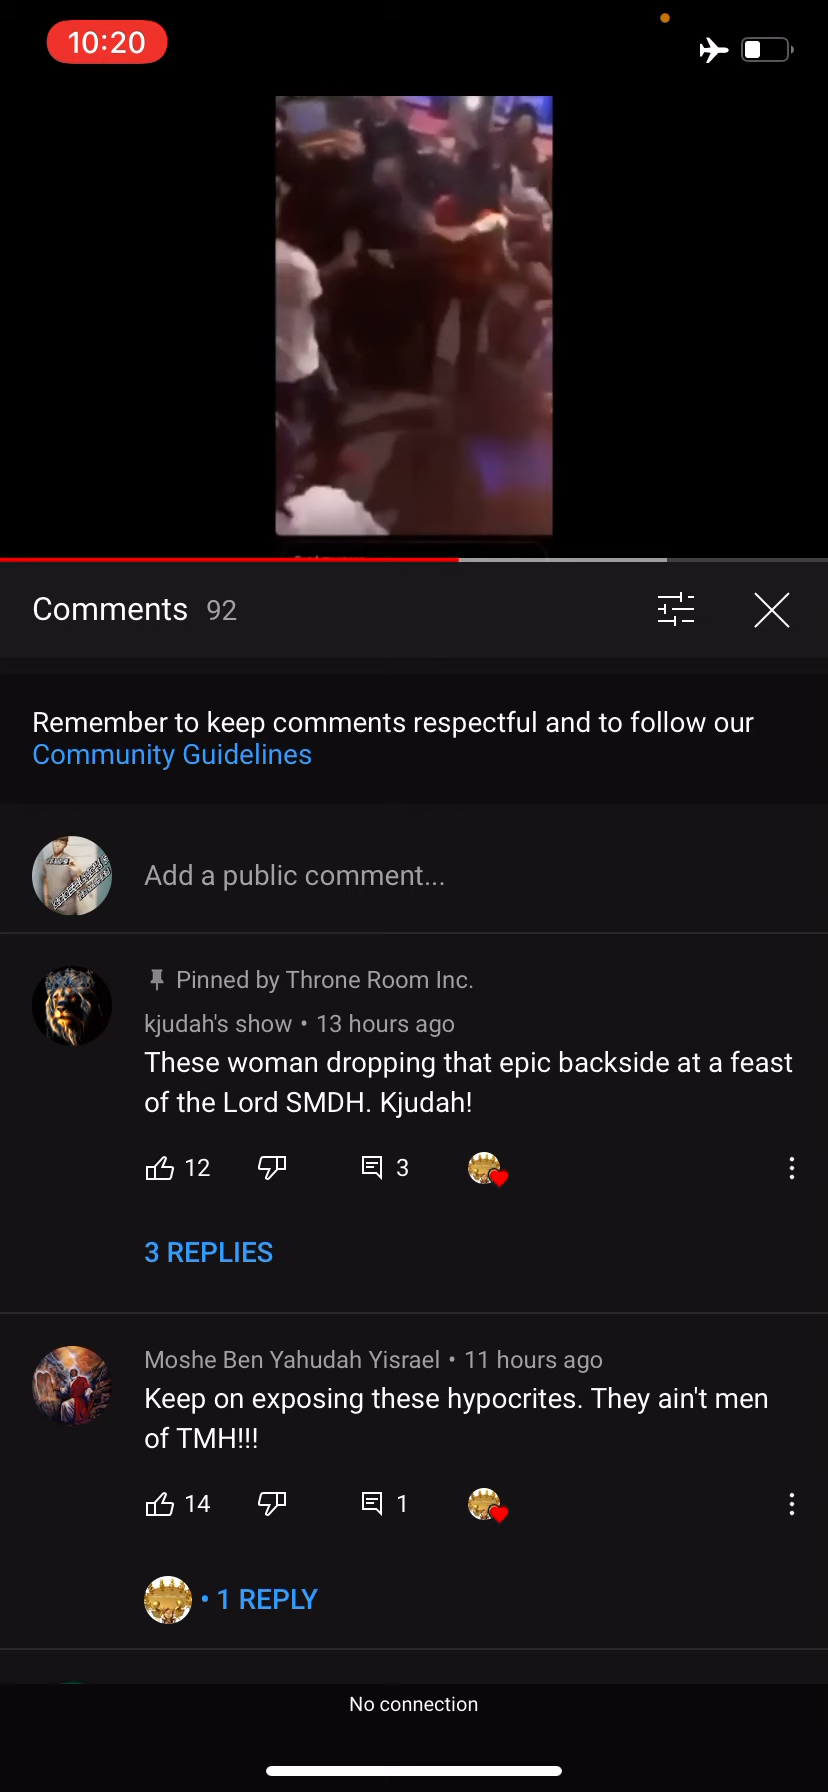 10:20
Comments 92
Remember to keep comments respectful and to follow our
Community Guidelines
Add a public comment...
Pinned by Throne Room Inc.
kjudah's show • 13 hours ago
These woman dropping that epic backside at a feast
of the Lord SMDH. Kjudah!
12 3
3 REPLIES
Moshe Ben Yahudah Yisrael • 11 hours ago
Keep on exposing these hypocrites. They ain't men
of TMH!!!
14 1
• 1 REPLY
No connection